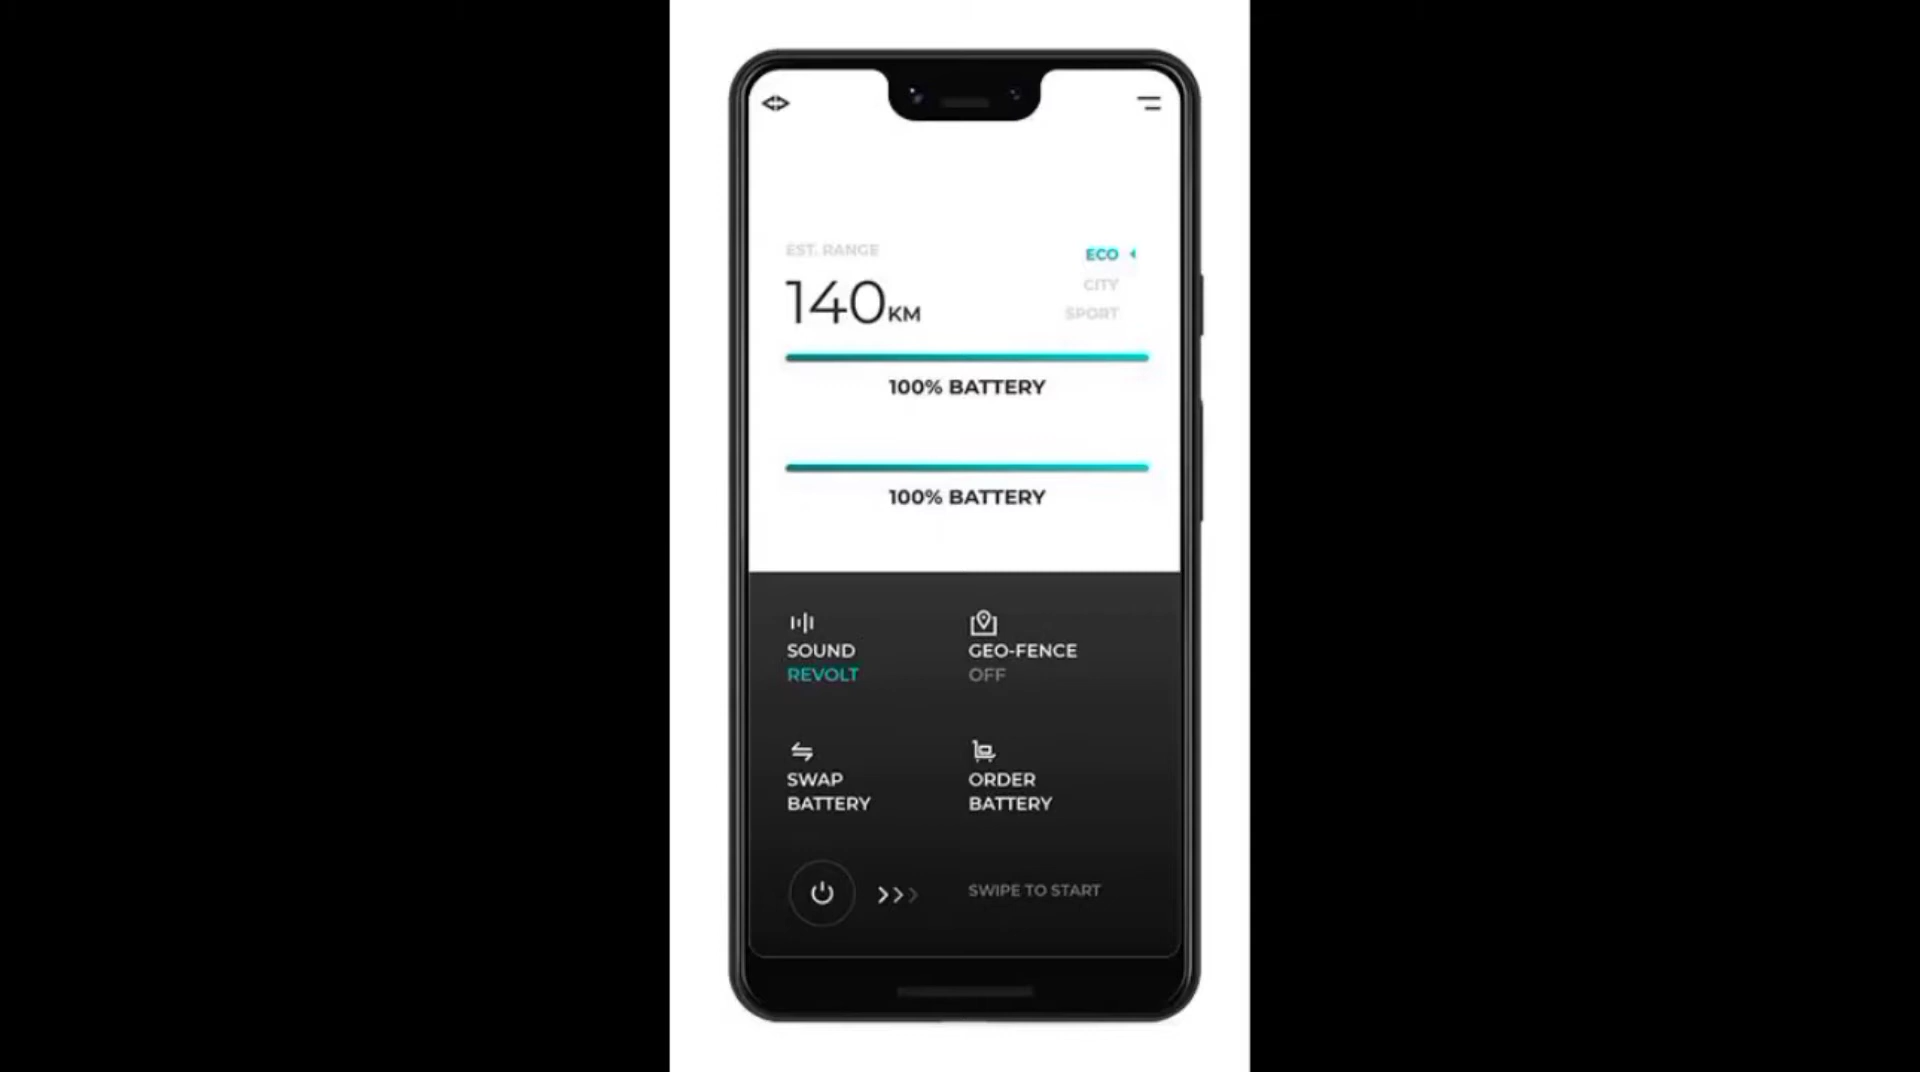 EST. RANGE
140KM
ECO
CITY
SPORT
100% BATTERY
100% BATTERY
SOUND
REVOLT
GEO-FENCE
OFF
SWAP
BATTERY
ORDER
BATTERY
SWIPE TO START